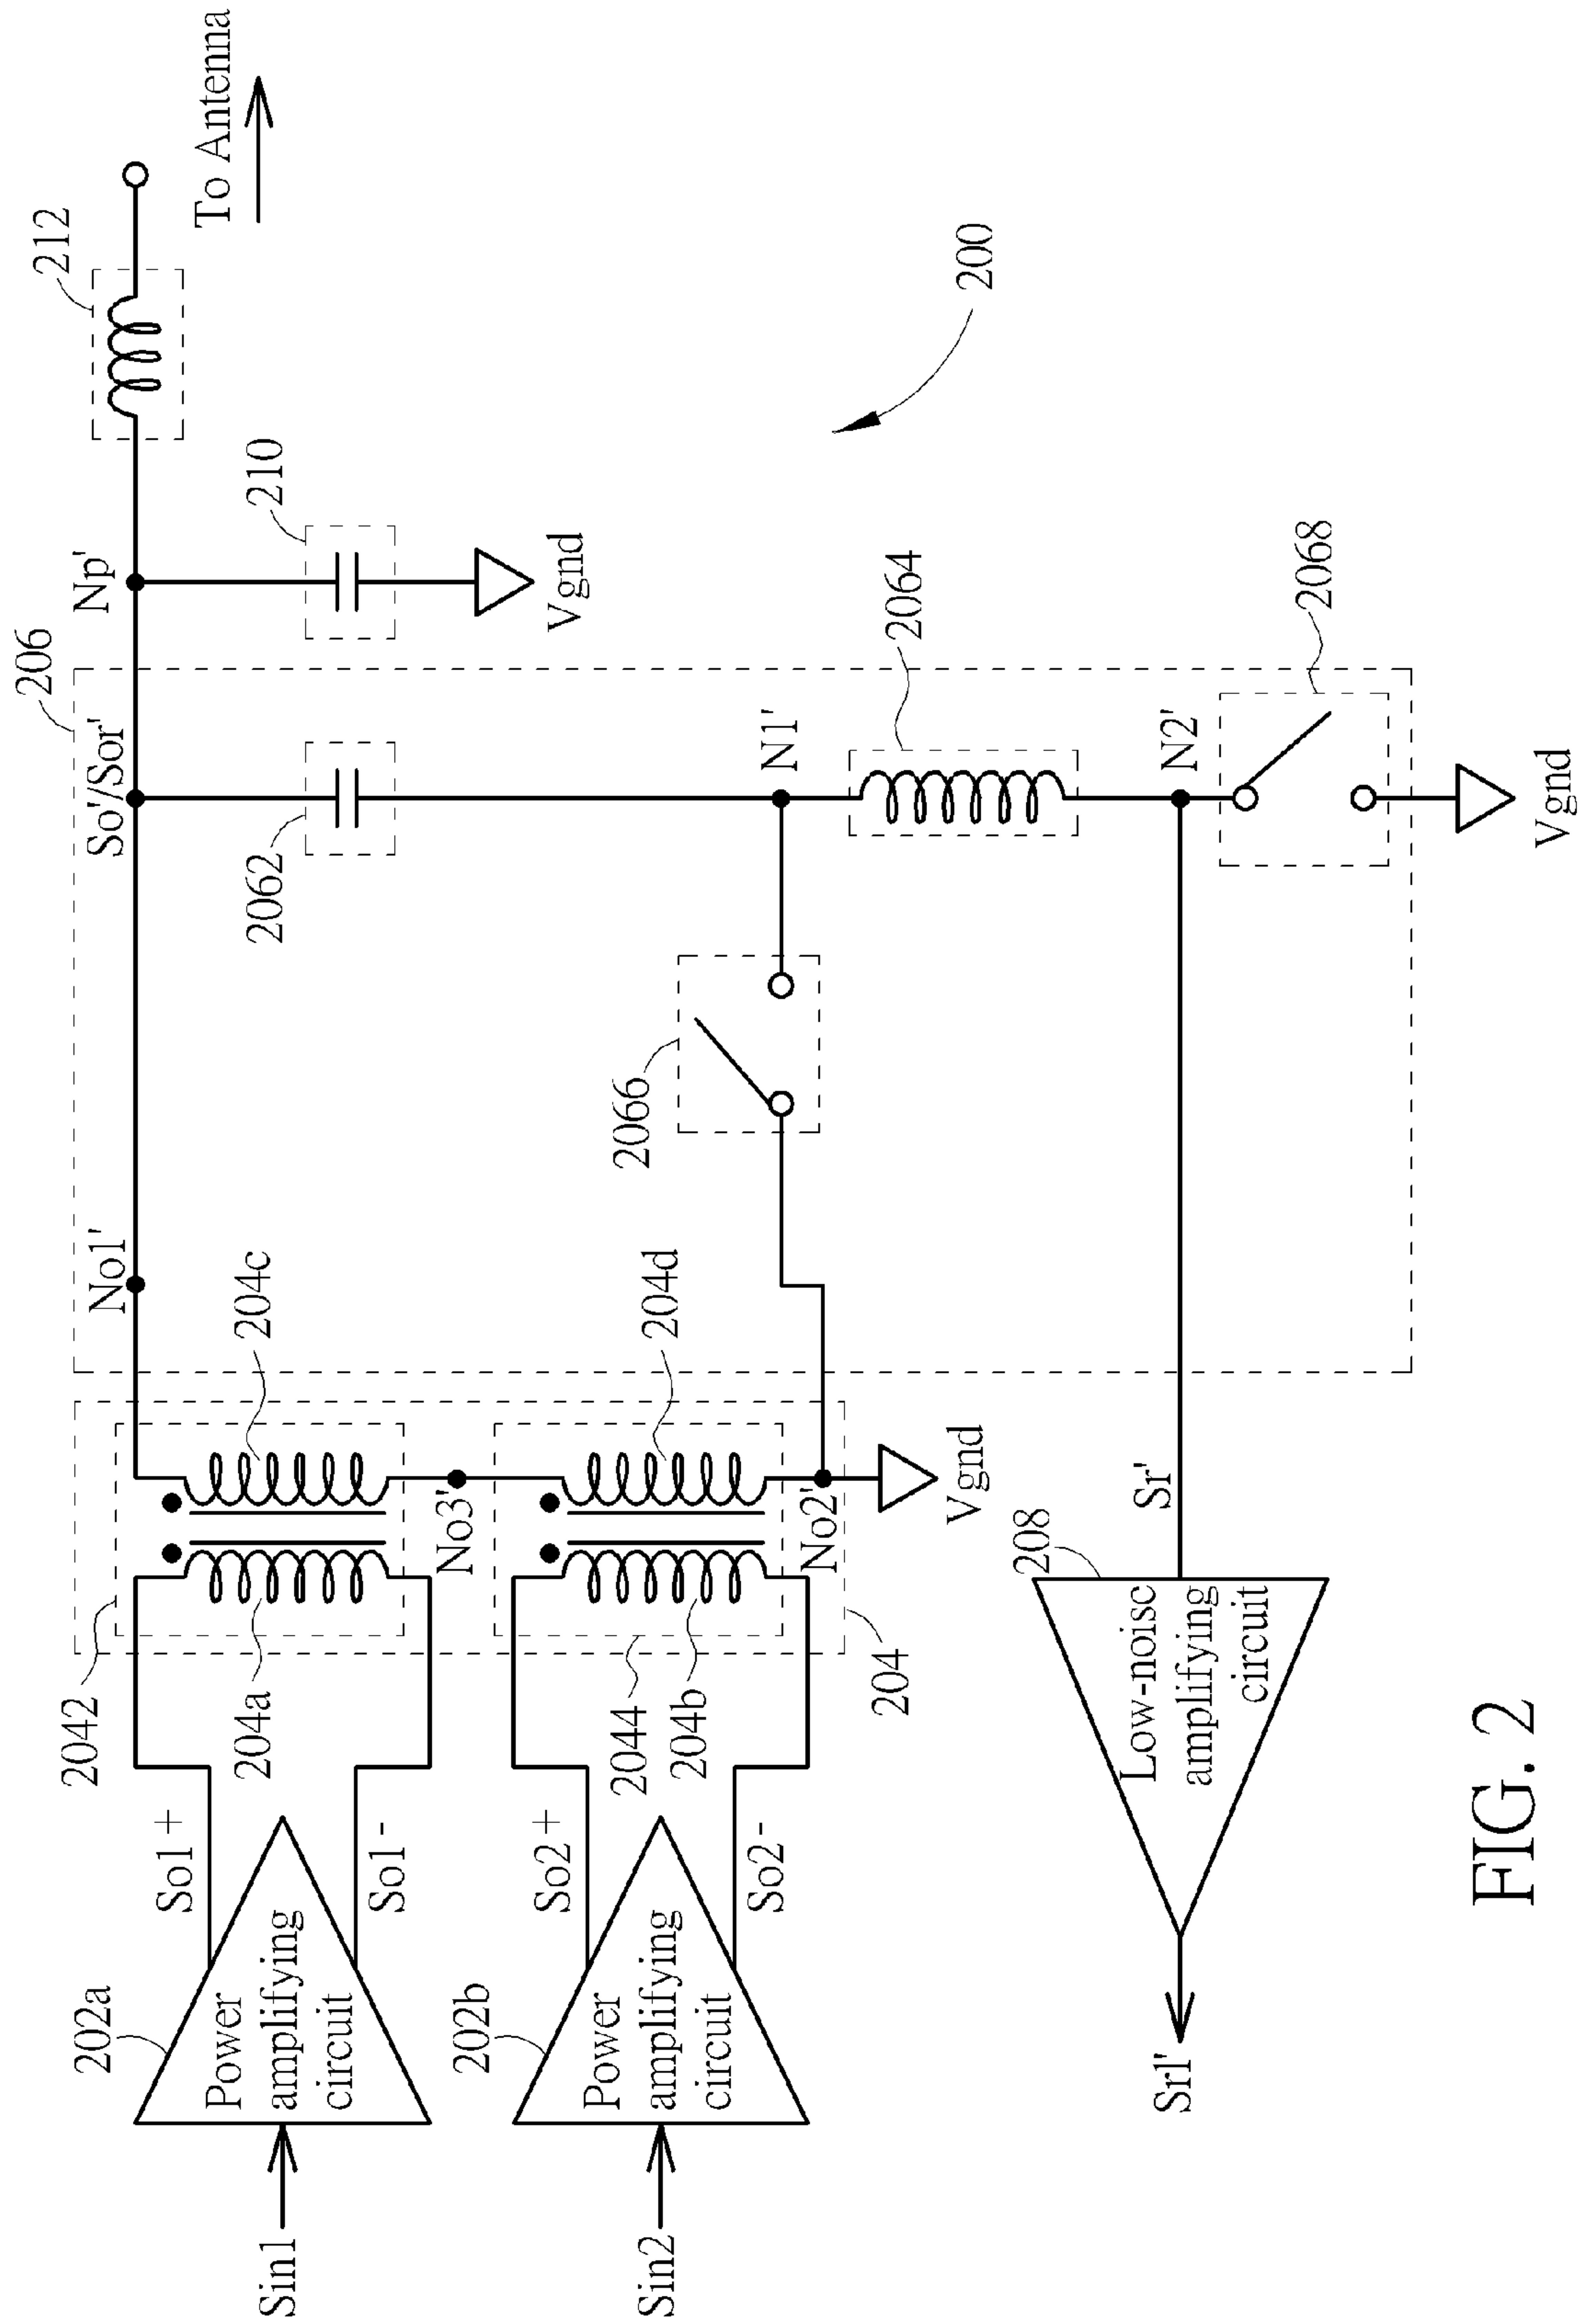 212
To Antenna
206
Np'
210
Vgnd
200
So'/Sor'
2062
N1'
2064
N2'
2068
Vgnd
No1'
2066
204c
204d
No3'
No2'
Vgnd
2042
204a
2044
204b
204
So1+
So1-
So2+
So2-
202a
Power
amplifying
circuit
202b
Power
amplifying
circuit
Sin1
Sin2
Sr'
208
Low-noise
amplifying
circuit
Srl'
FIG. 2